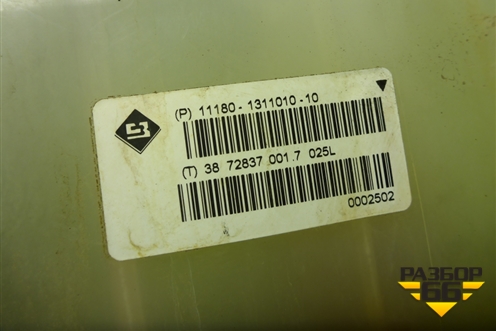 (P) 11180-1311010-10
(T) 38 72837 001.7 025L
0002502
РАЗБОР
66